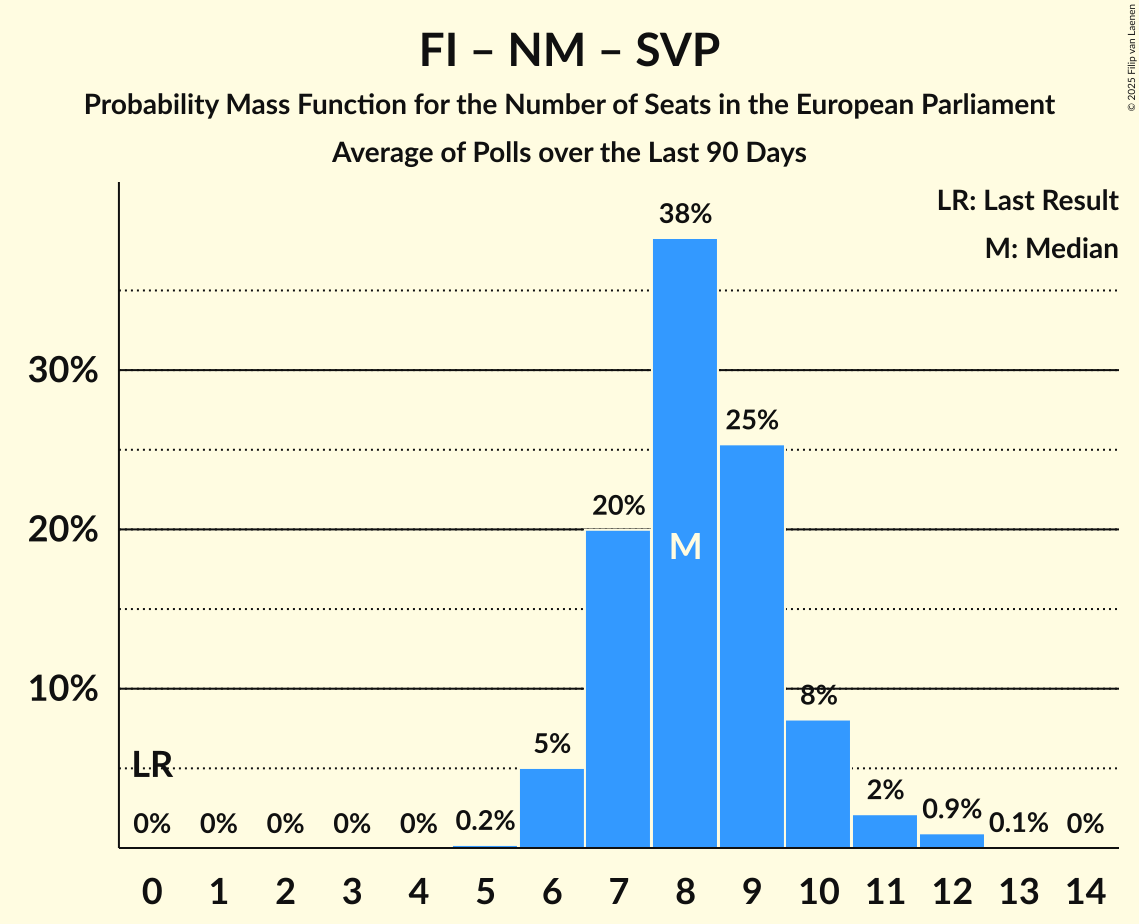 FI – NM – SVP
Probability Mass Function for the Number of Seats in the European Parliament
Average of Polls over the Last 90 Days
© 2025 Filip van Laenen
LR: Last Result
M: Median
38%
30%
25%
20%
20%
M
10%
8%
5%
LR
2%
0% 0% 0% 0% 0% 0.2% 0.9% 0.1% 0%
0 1 2 3 4 5 6 7 8 9 10 11 12 13 14